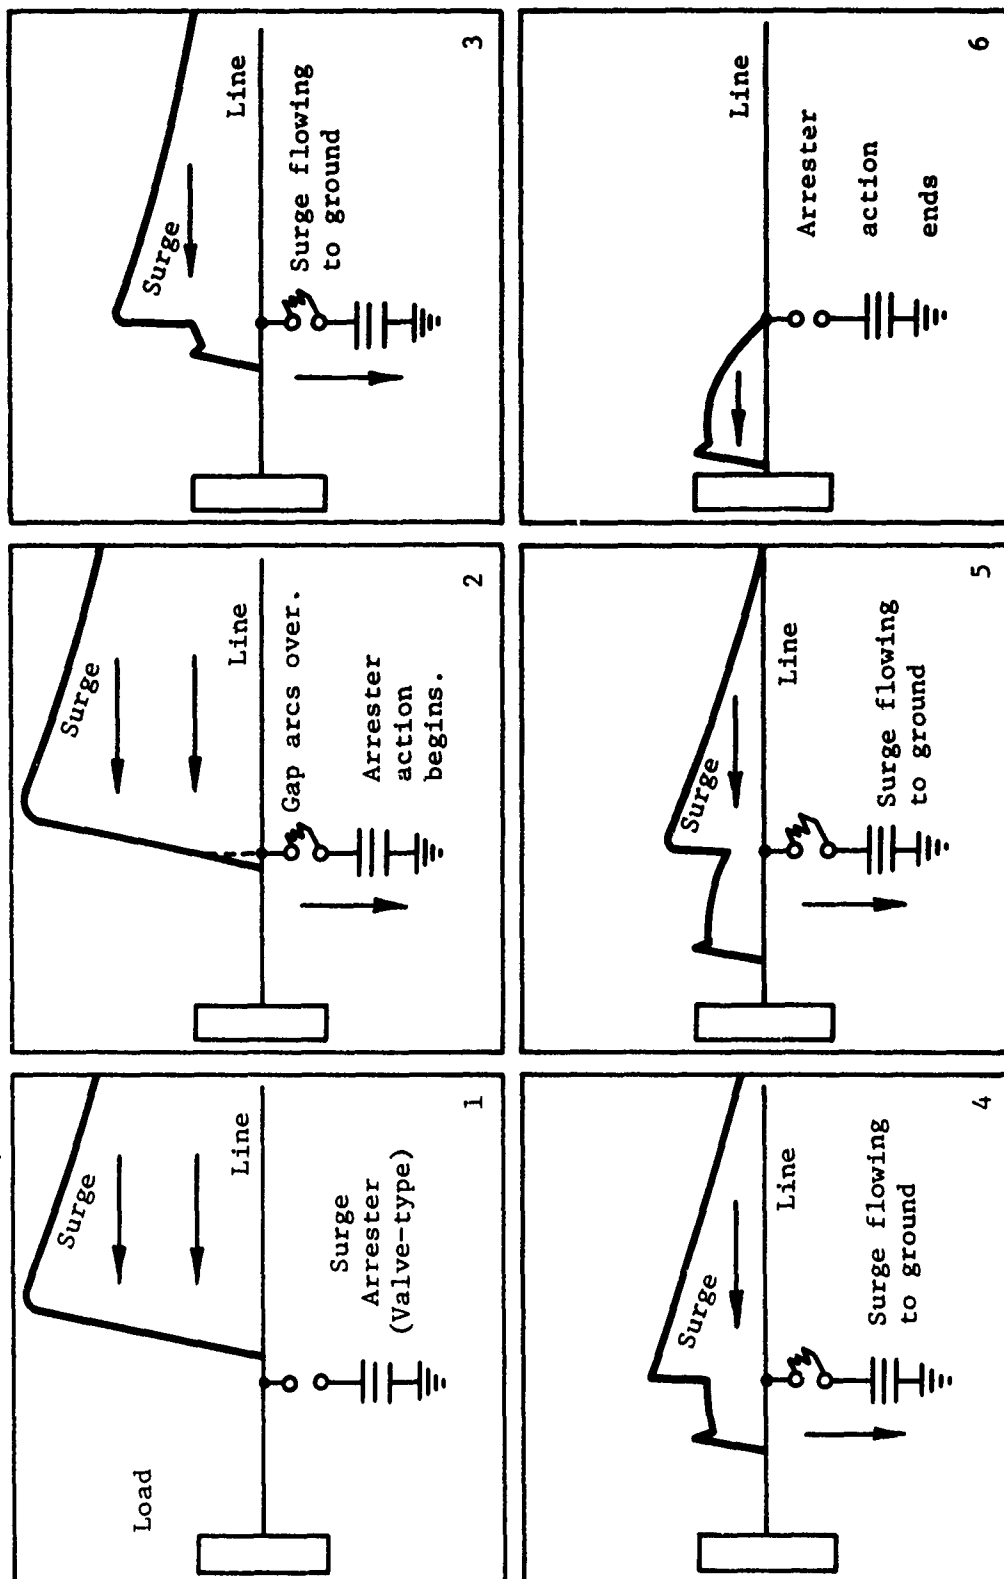 Surge
Line
Load
Surge
Arrester
(Valve-type)
1
Surge
Line
Gap arcs over.
Arrester
action
begins.
2
Surge
Line
Surge flowing
to ground
3
Surge
Line
Surge flowing
to ground
4
Surge
Line
Surge flowing
to ground
5
Line
Arrester
action
ends
6